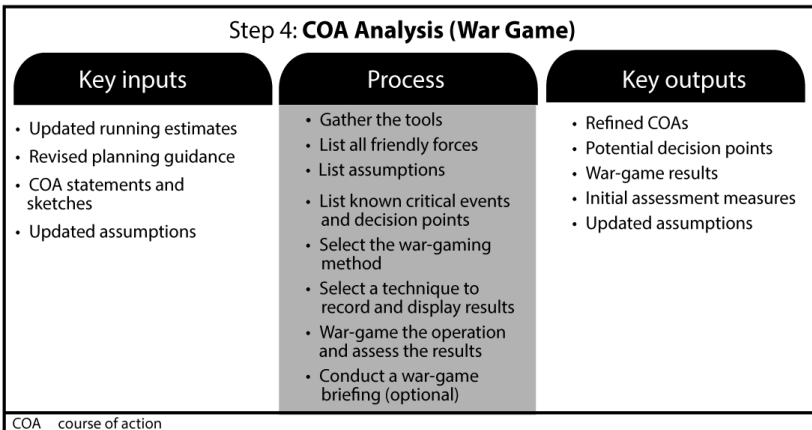 Step 4: COA Analysis (War Game)
Key inputs
• Updated running estimates
• Revised planning guidance
• COA statements and
sketches
• Updated assumptions
Process
• Gather the tools
• List all friendly forces
• List assumptions
• List known critical events
and decision points
• Select the war-gaming
method
• Select a technique to
record and display results
• War-game the operation
and assess the results
• Conduct a war-game
briefing (optional)
Key outputs
• Refined COAs
• Potential decision points
• War-game results
• Initial assessment measures
• Updated assumptions
COA course of action